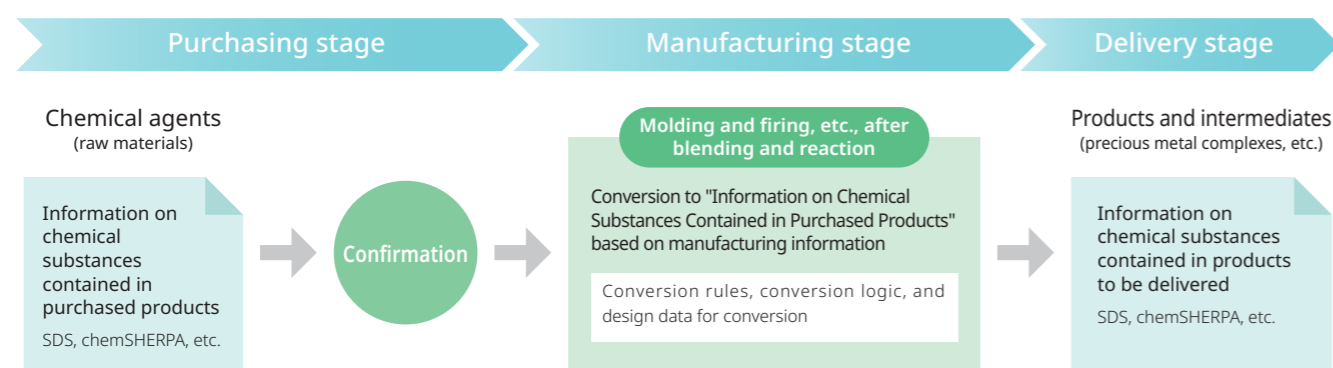 Purchasing stage
Manufacturing stage
Delivery stage
Chemical agents
(raw materials)
Information on
chemical
substances
contained in
purchased products
SDS, chemSHERPA, etc.
Confirmation
Molding and firing, etc., after
blending and reaction
Conversion to "Information on Chemical
Substances Contained in Purchased Products"
based on manufacturing information
Conversion rules, conversion logic, and
design data for conversion
Products and intermediates
(precious metal complexes, etc.)
Information on
chemical substances
contained in products
to be delivered
SDS, chemSHERPA, etc.